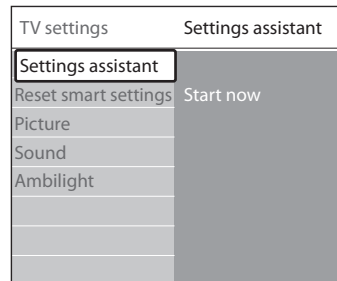 TV settings Settings assistant
Settings assistant
Reset smart settings Start now
Picture
Sound
Ambilight